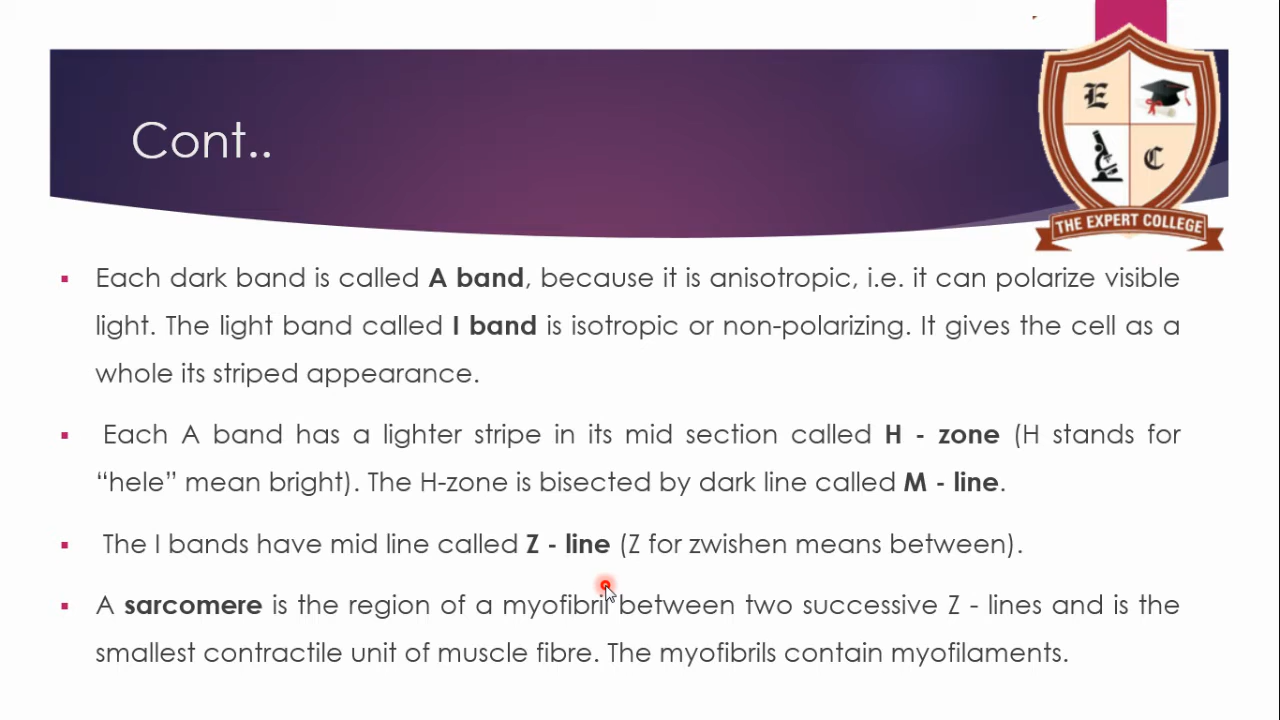 Cont..
E
C
THE EXPERT COLLEGE
▪ Each dark band is called A band, because it is anisotropic, i.e. it can polarize visible
light. The light band called I band is isotropic or non-polarizing. It gives the cell as a
whole its striped appearance.
▪ Each A band has a lighter stripe in its mid section called H - zone (H stands for
“hele” mean bright). The H-zone is bisected by dark line called M - line.
▪ The I bands have mid line called Z - line (Z for zwishen means between).
▪ A sarcomere is the region of a myofibril between two successive Z - lines and is the
smallest contractile unit of muscle fibre. The myofibrils contain myofilaments.